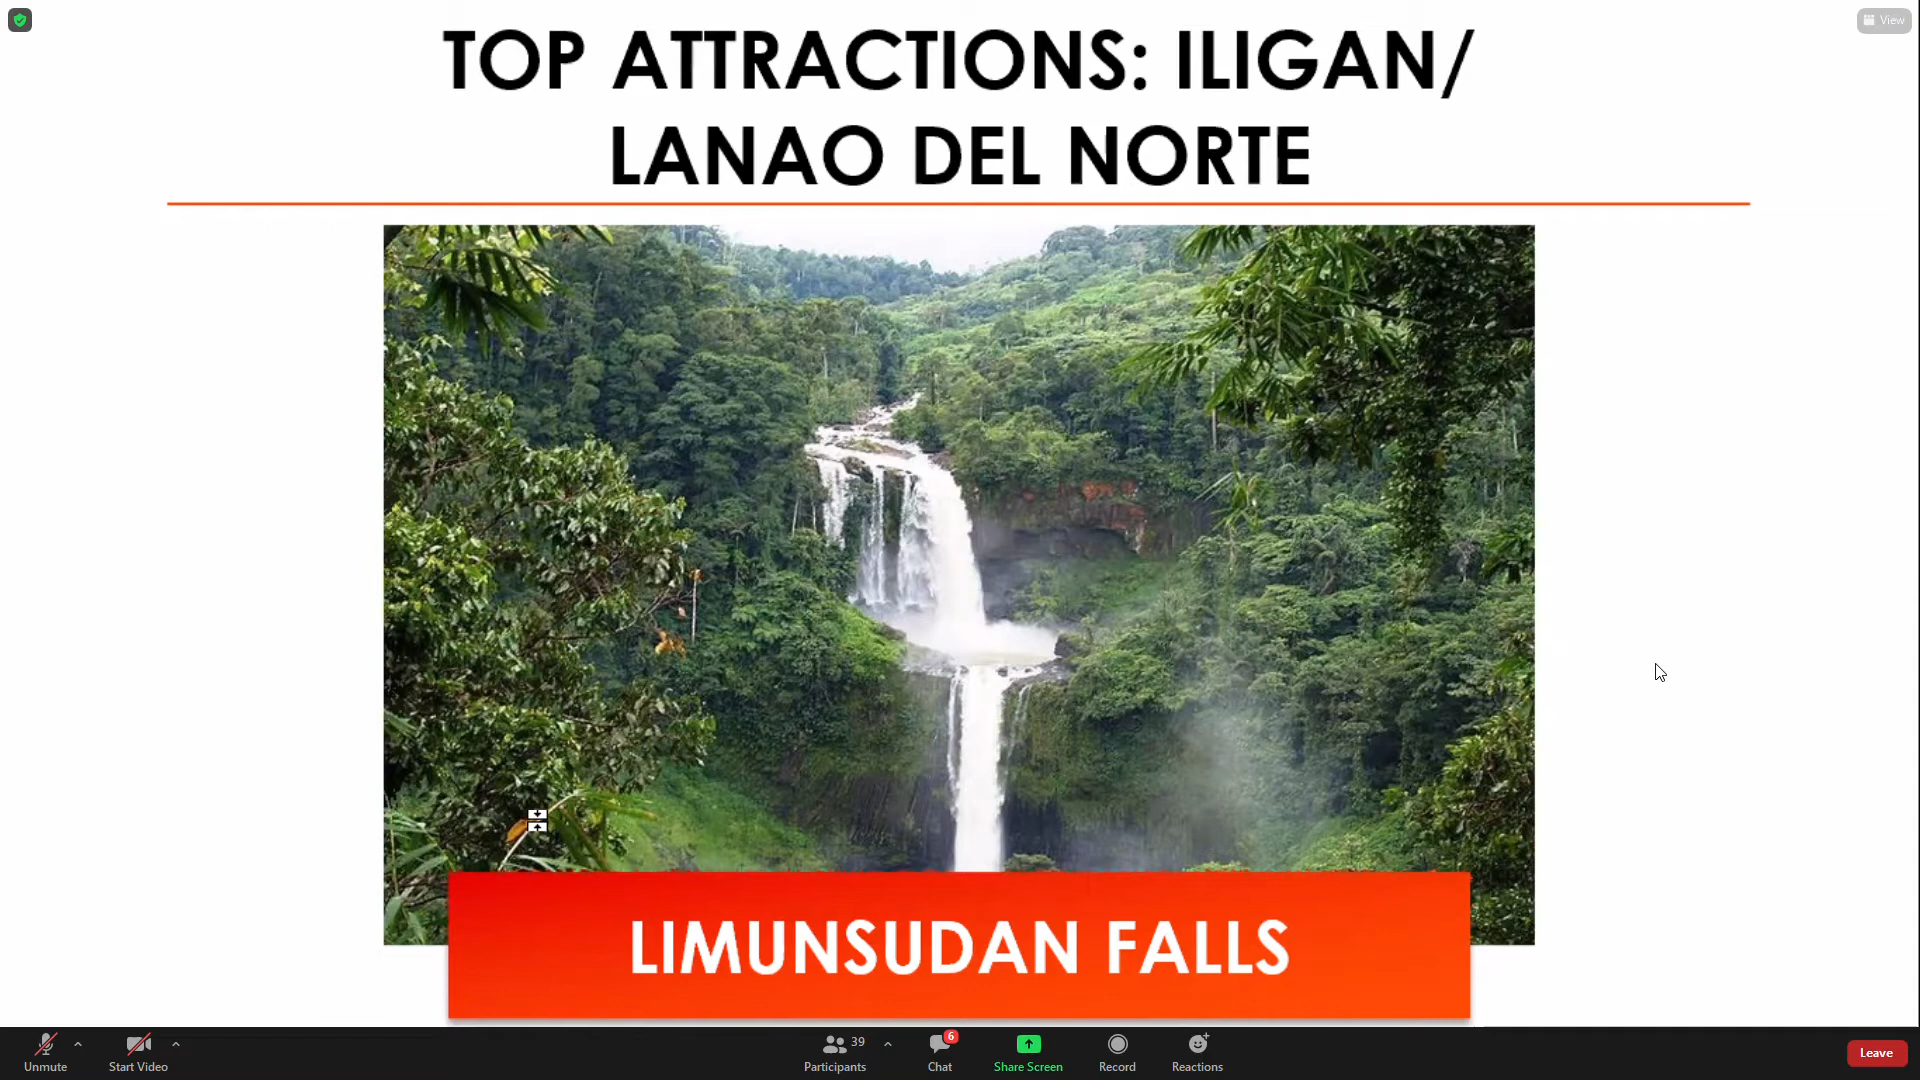 View
TOP ATTRACTIONS: ILIGAN/
LANAO DEL NORTE
LIMUNSUDAN FALLS
Unmute
Start Video
39
Participants
6
Chat
Share Screen
Record
Reactions
Leave